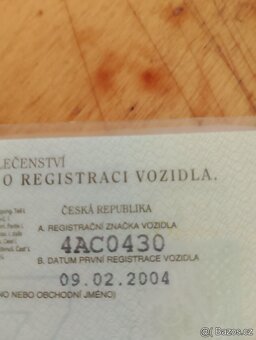 LEČENSTVÍ
O REGISTRACI VOZIDLA.
ČESKÁ REPUBLIKA
A. REGISTRAČNÍ ZNAČKA VOZIDLA
4AC0430
B. DATUM PRVNÍ REGISTRACE VOZIDLA
09.02.2004
NO NEBO OBCHODNÍ JMÉNO)
sbazar.cz